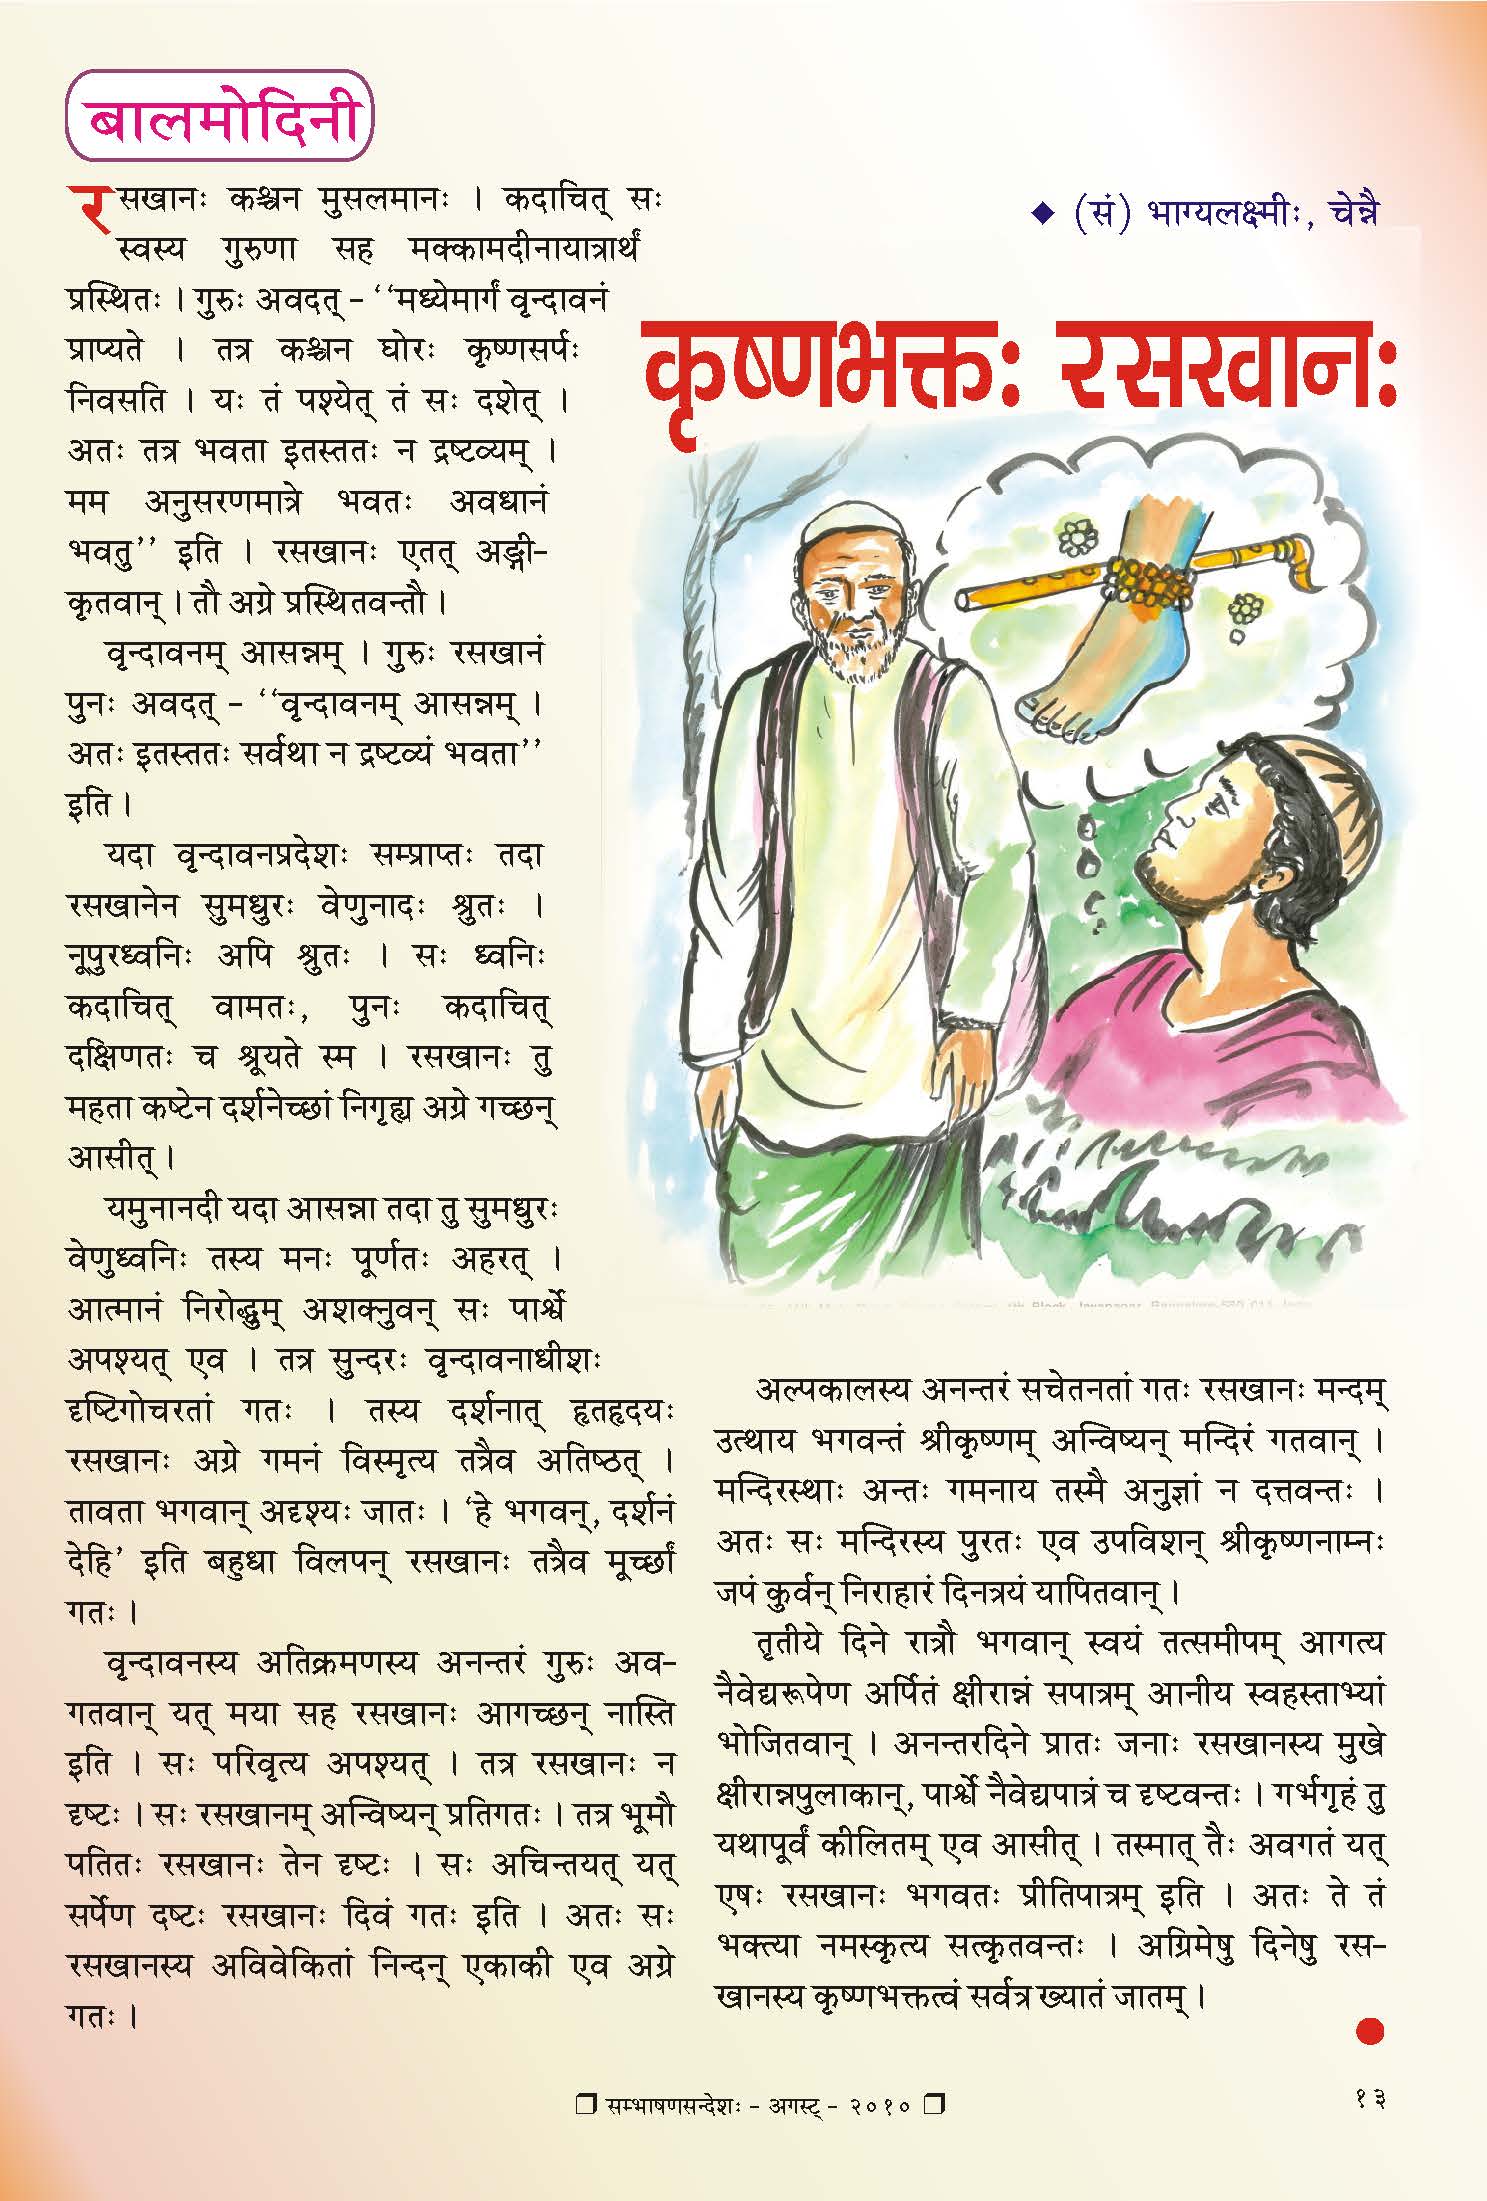 बालमोदिनी
रसखानः कश्चन मुसलमानः । कदाचित् सः
स्वस्य गुरुणा सह मक्कामदीनायात्रार्थं
प्रस्थितः । गुरुः अवदत् - ‘‘मध्येमार्गं वृन्दावनं
प्राप्यते । तत्र कश्चन घोरः कृष्णसर्पः
निवसति । यः तं पश्येत् तं सः दशेत् ।
अतः तत्र भवता इतस्ततः न द्रष्टव्यम् ।
मम अनुसरणमात्रे भवतः अवधानं
भवतु’’ इति । रसखानः एतत् अङ्गी-
कृतवान् । तौ अग्रे प्रस्थितवन्तौ ।
वृन्दावनम् आसन्नम् । गुरुः रसखानं
पुनः अवदत् - ‘‘वृन्दावनम् आसन्नम् ।
अतः इतस्ततः सर्वथा न द्रष्टव्यं भवता’’
इति ।
यदा वृन्दावनप्रदेशः सम्प्राप्तः तदा
रसखानेन सुमधुरः वेणुनादः श्रुतः ।
नूपुरध्वनिः अपि श्रुतः । सः ध्वनिः
कदाचित् वामतः, पुनः कदाचित्
दक्षिणतः च श्रूयते स्म । रसखानः तु
महता कष्टेन दर्शनेच्छां निगृह्य अग्रे गच्छन्
आसीत् ।
यमुनानदी यदा आसन्ना तदा तु सुमधुरः
वेणुध्वनिः तस्य मनः पूर्णतः अहरत् ।
आत्मानं निरोद्धुम् अशक्नुवन् सः पार्श्वे
अपश्यत् एव । तत्र सुन्दरः वृन्दावनाधीशः
दृष्टिगोचरतां गतः । तस्य दर्शनात् हृतहृदयः
रसखानः अग्रे गमनं विस्मृत्य तत्रैव अतिष्ठत् ।
तावता भगवान् अदृश्यः जातः । ‘हे भगवन्, दर्शनं
देहि’ इति बहुधा विलपन् रसखानः तत्रैव मूर्च्छां
गतः ।
वृन्दावनस्य अतिक्रमणस्य अनन्तरं गुरुः अव-
गतवान् यत् मया सह रसखानः आगच्छन् नास्ति
इति । सः परिवृत्य अपश्यत् । तत्र रसखानः न
दृष्टः । सः रसखानम् अन्विष्यन् प्रतिगतः । तत्र भूमौ
पतितः रसखानः तेन दृष्टः । सः अचिन्तयत् यत्
सर्पेण दष्टः रसखानः दिवं गतः इति । अतः सः
रसखानस्य अविवेकितां निन्दन् एकाकी एव अग्रे
गतः ।
◆ (सं) भाग्यलक्ष्मीः, चेन्नै
कृष्णभक्तः रसखानः
अल्पकालस्य अनन्तरं सचेतनतां गतः रसखानः मन्दम्
उत्थाय भगवन्तं श्रीकृष्णम् अन्विष्यन् मन्दिरं गतवान् ।
मन्दिरस्थाः अन्तः गमनाय तस्मै अनुज्ञां न दत्तवन्तः ।
अतः सः मन्दिरस्य पुरतः एव उपविशन् श्रीकृष्णनाम्नः
जपं कुर्वन् निराहारं दिनत्रयं यापितवान् ।
तृतीये दिने रात्रौ भगवान् स्वयं तत्समीपम् आगत्य
नैवेद्यरूपेण अर्पितं क्षीरान्नं सपात्रम् आनीय स्वहस्ताभ्यां
भोजितवान् । अनन्तरदिने प्रातः जनाः रसखानस्य मुखे
क्षीरान्नपुलाकान्, पार्श्वे नैवेद्यपात्रं च दृष्टवन्तः । गर्भगृहं तु
यथापूर्वं कीलितम् एव आसीत् । तस्मात् तैः अवगतं यत्
एषः रसखानः भगवतः प्रीतिपात्रम् इति । अतः ते तं
भक्त्या नमस्कृत्य सत्कृतवन्तः । अग्रिमेषु दिनेषु रस-
खानस्य कृष्णभक्तत्वं सर्वत्र ख्यातं जातम् ।
❐ सम्भाषणसन्देशः - अगस्ट् - २०१० ❐
१३